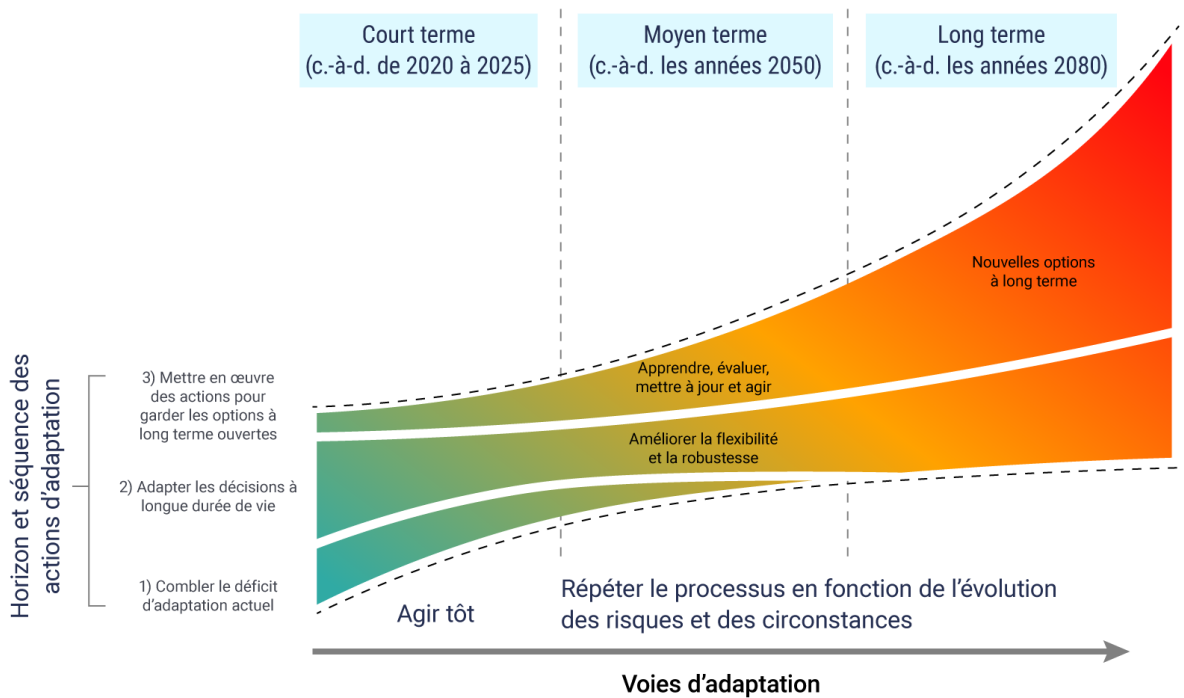 Court terme
(c.-à-d. de 2020 à 2025)
Moyen terme
(c.-à-d. les années 2050)
Long terme
(c.-à-d. les années 2080)
Nouvelles options
à long terme
Apprendre, évaluer,
mettre à jour et agir
Améliorer la flexibilité
et la robustesse
Horizon et séquence des
actions d’adaptation
3) Mettre en œuvre
des actions pour
garder les options à
long terme ouvertes
2) Adapter les décisions à
longue durée de vie
1) Combler le déficit
d’adaptation actuel
Agir tôt
Répéter le processus en fonction de l’évolution
des risques et des circonstances
Voies d’adaptation